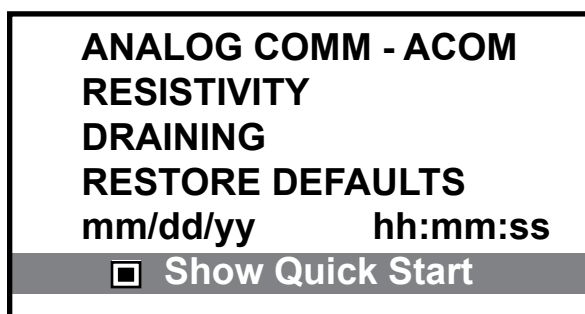 ANALOG COMM - ACOM
RESISTIVITY
DRAINING
RESTORE DEFAULTS
mm/dd/yy hh:mm:ss
Show Quick Start